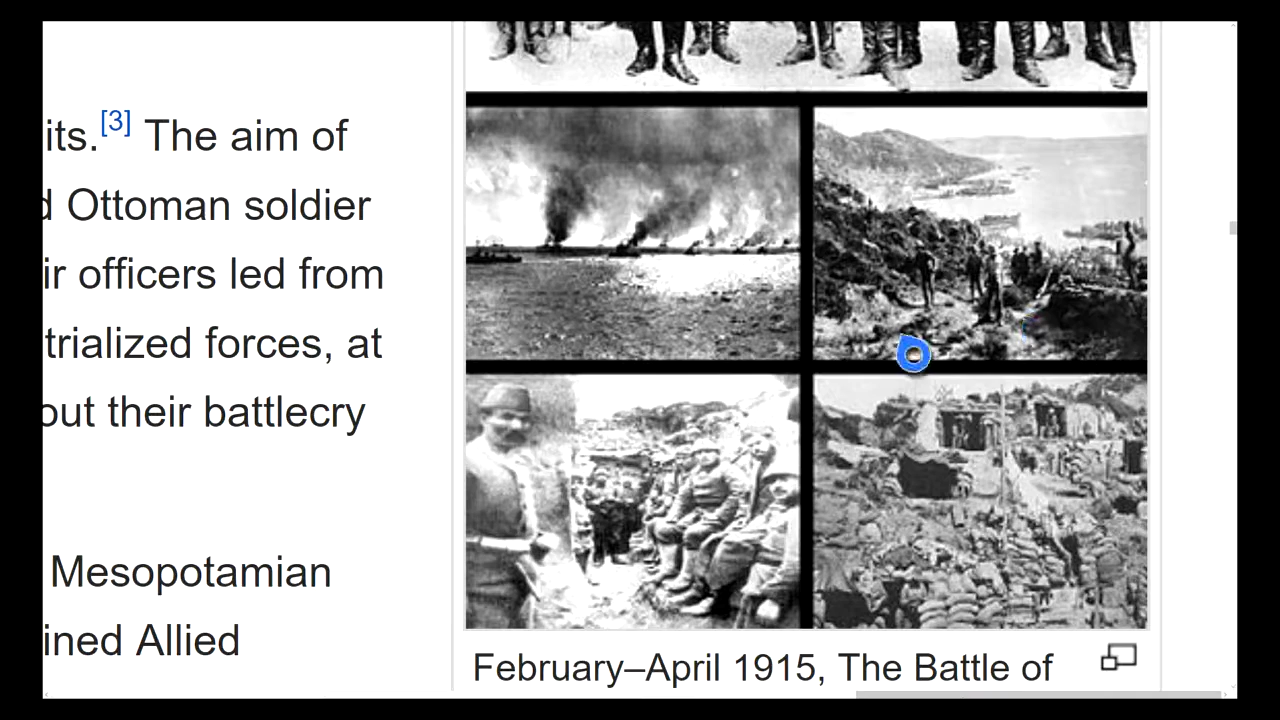 its.[3] The aim of
d Ottoman soldier
ir officers led from
trialized forces, at
out their battlecry
Mesopotamian
ined Allied
February–April 1915, The Battle of